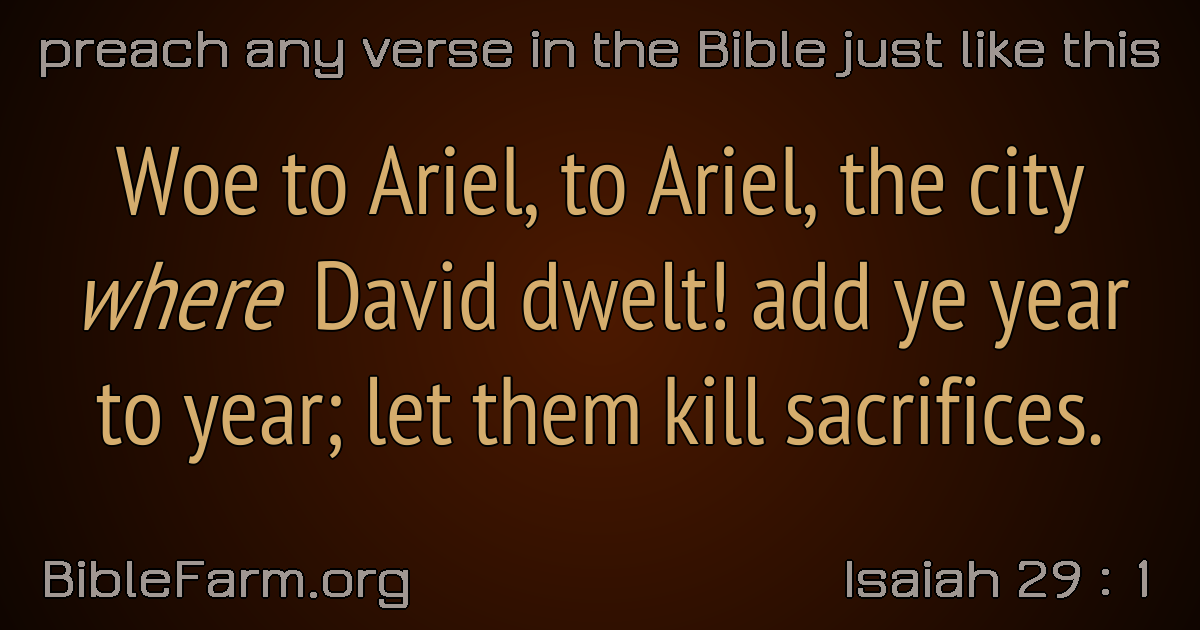 preach any verse in the Bible just like this
Woe to Ariel, to Ariel, the city
where David dwelt! add ye year
to year; let them kill sacrifices.
BibleFarm.org
Isaiah 29 : 1